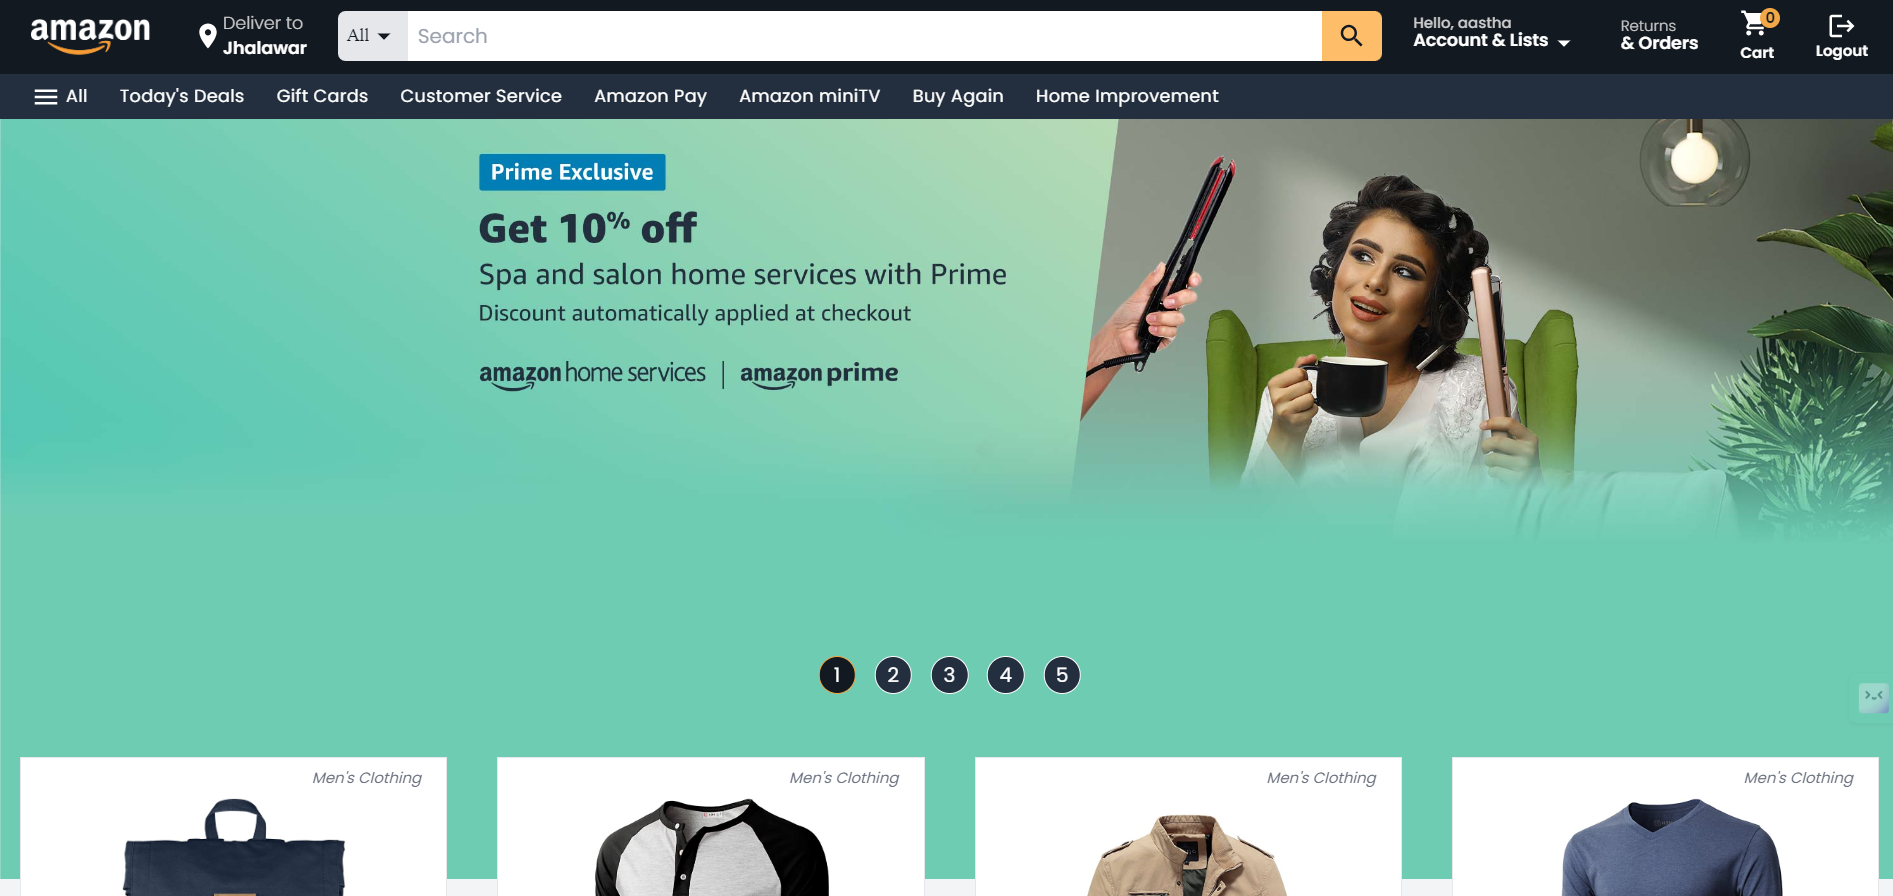 amazon
Deliver to
Jhalawar
All
Search
Hello, aastha
Account & Lists
Returns
& Orders
0
Cart
Logout
All
Today's Deals
Gift Cards
Customer Service
Amazon Pay
Amazon miniTV
Buy Again
Home Improvement
Prime Exclusive
Get 10% off
Spa and salon home services with Prime
Discount automatically applied at checkout
amazon home services | amazon prime
1 2 3 4 5
Men's Clothing
Men's Clothing
Men's Clothing
Men's Clothing